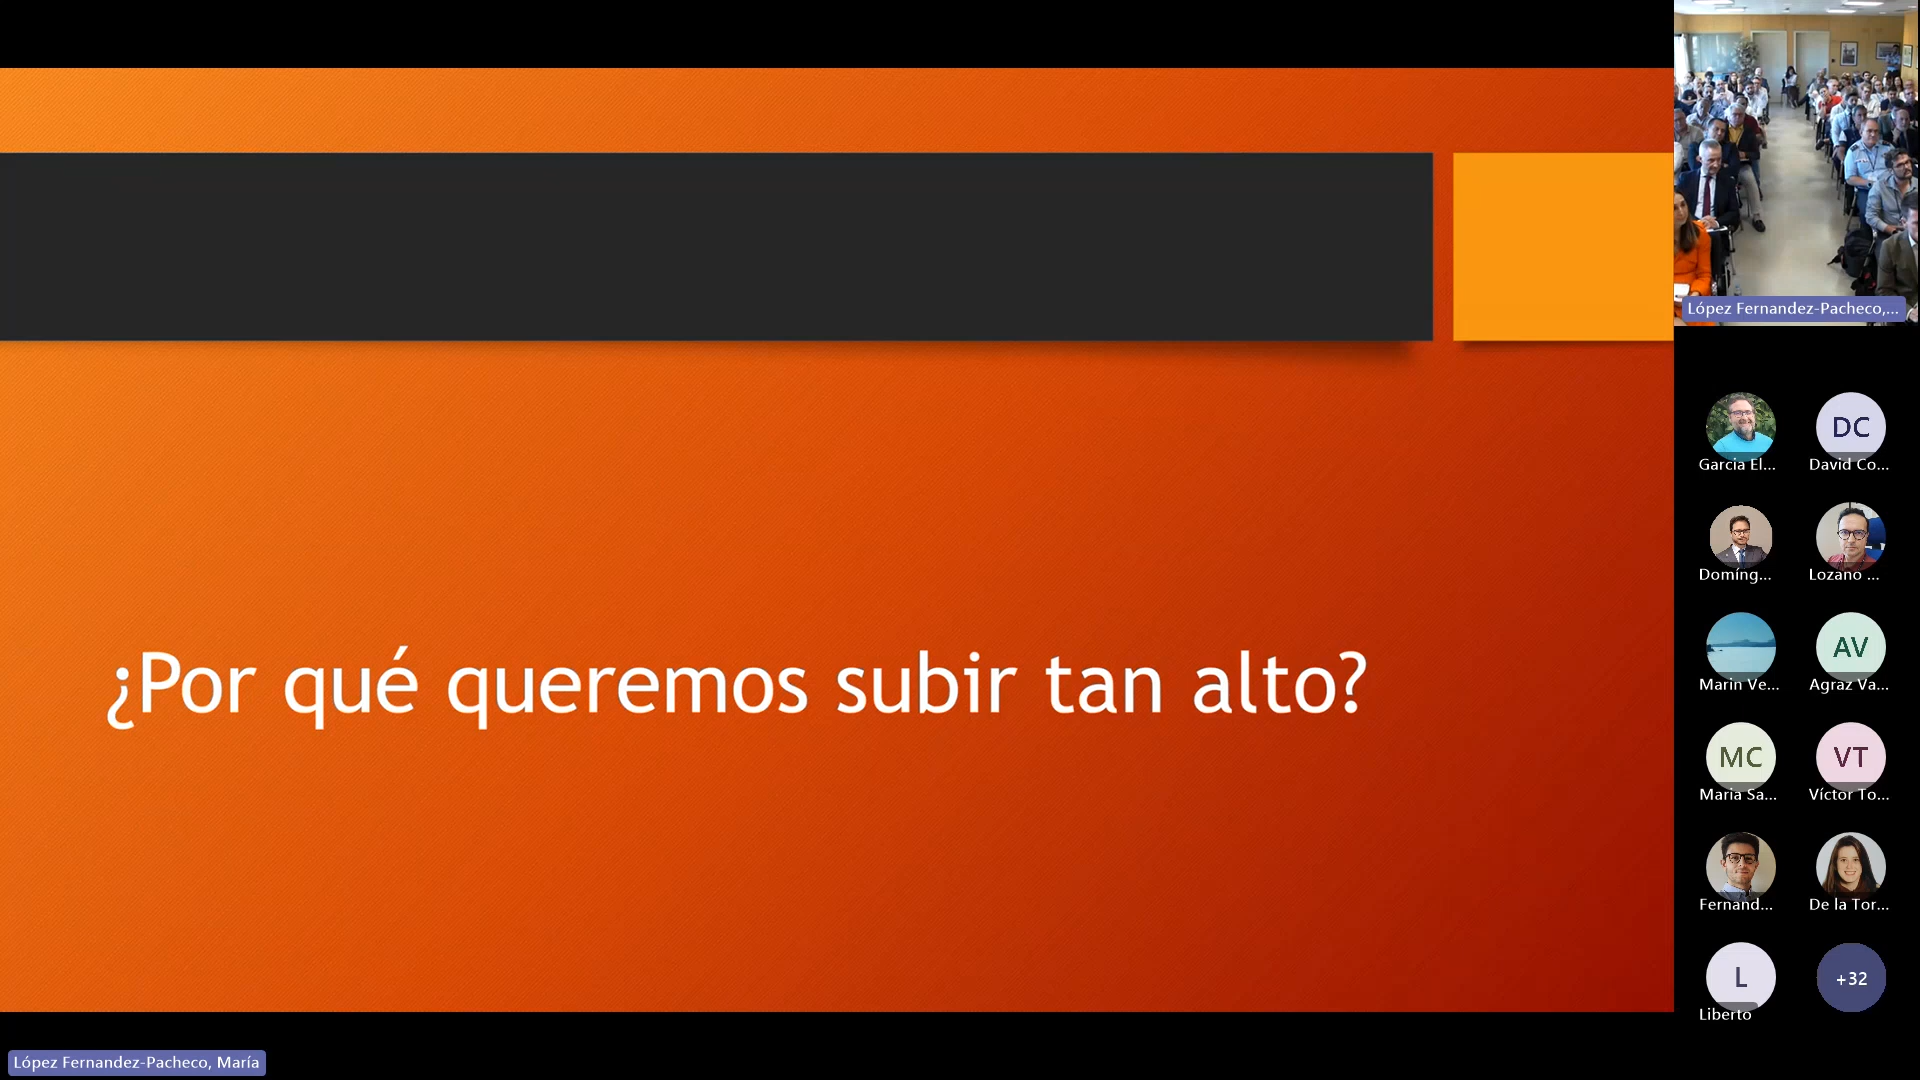 ¿Por qué queremos subir tan alto?
López Fernandez-Pacheco,...
Garcia El...
DC
David Co...
Domíng...
Lozano ...
Marin Ve...
AV
Agraz Va...
MC
Maria Sa...
VT
Víctor To...
Fernand...
De la Tor...
L
Liberto
+32
López Fernandez-Pacheco, María